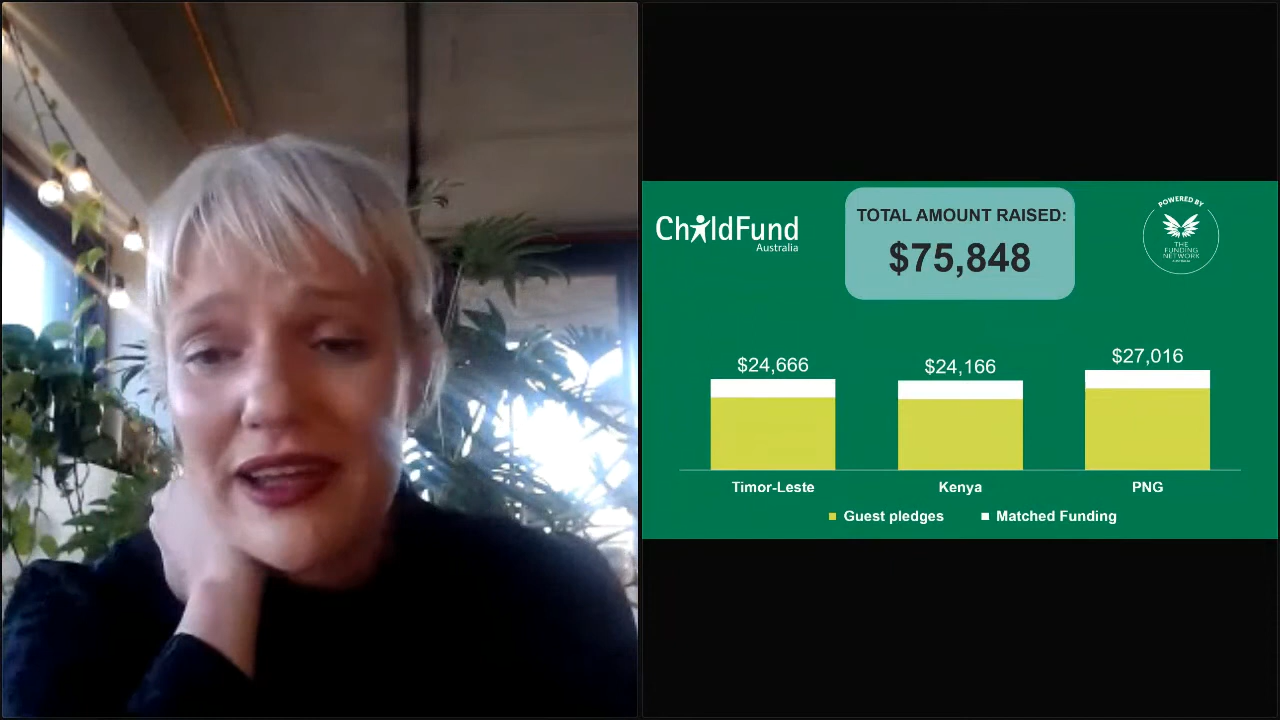 ChildFund
Australia
TOTAL AMOUNT RAISED:
$75,848
POWERED BY
THE
FUNDING
NETWORK
AUSTRALIA
$24,666
$24,166
$27,016
Timor-Leste
Kenya
PNG
Guest pledges
Matched Funding